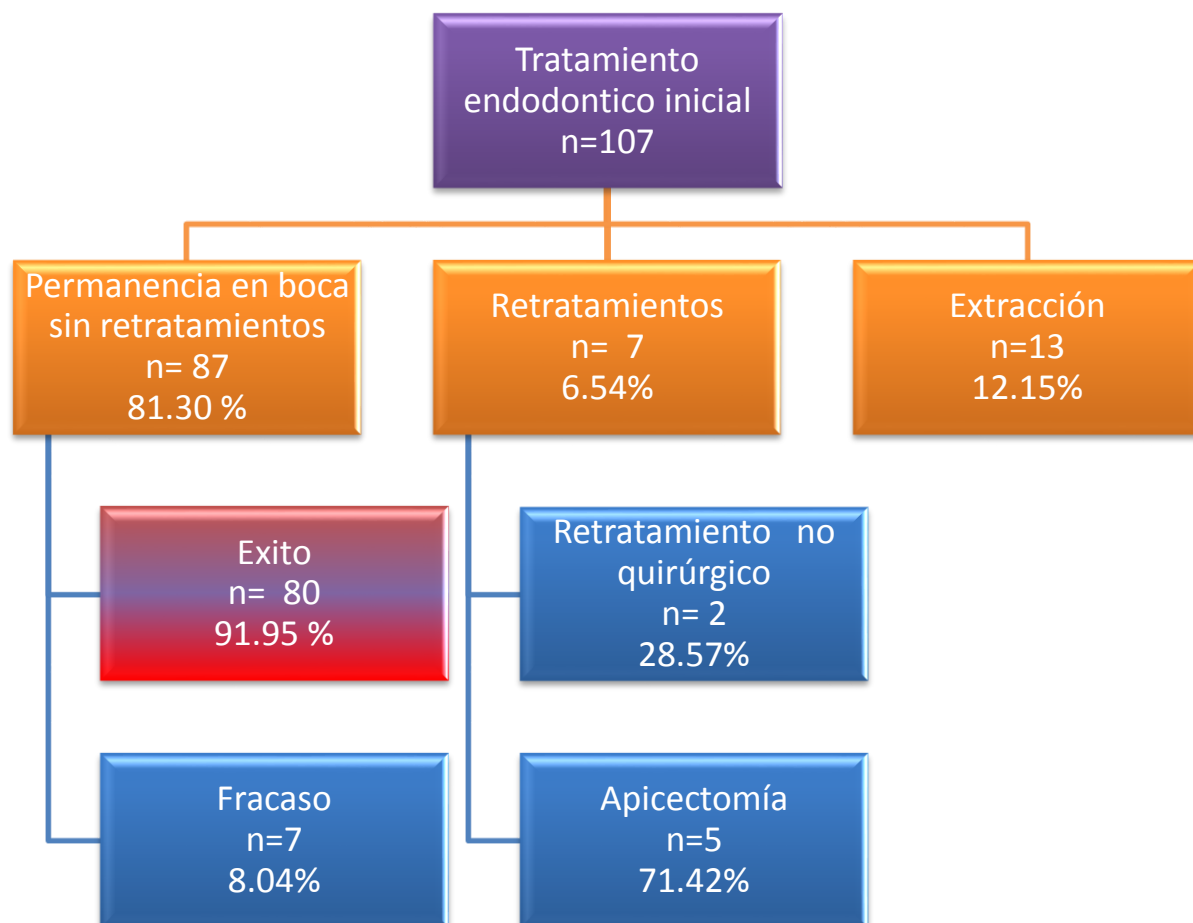 Tratamiento
endodontico inicial
n=107
Permanencia en boca
sin retratamientos
n= 87
81.30 %
Retratamientos
n= 7
6.54%
Extracción
n=13
12.15%
Exito
n= 80
91.95 %
Retratamiento no
quirúrgico
n= 2
28.57%
Fracaso
n=7
8.04%
Apicectomía
n=5
71.42%